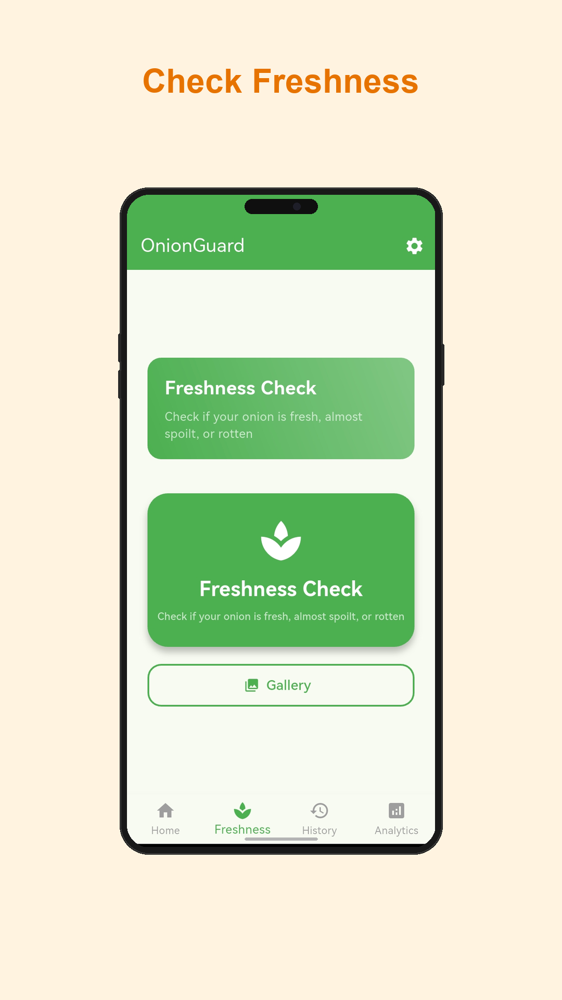 Check Freshness
OnionGuard
Freshness Check
Check if your onion is fresh, almost
spoilt, or rotten
Freshness Check
Check if your onion is fresh, almost spoilt, or rotten
Gallery
Home
Freshness
History
Analytics